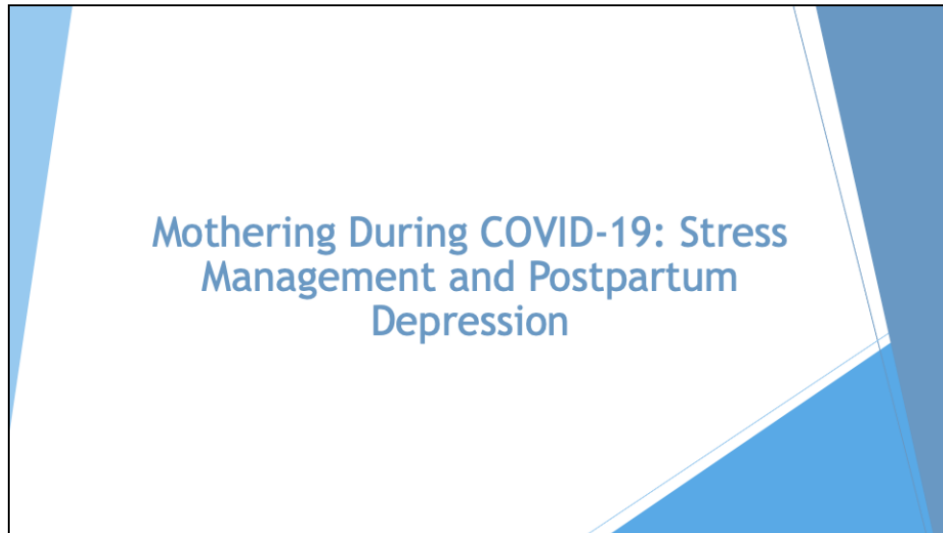 Mothering During COVID-19: Stress
Management and Postpartum
Depression